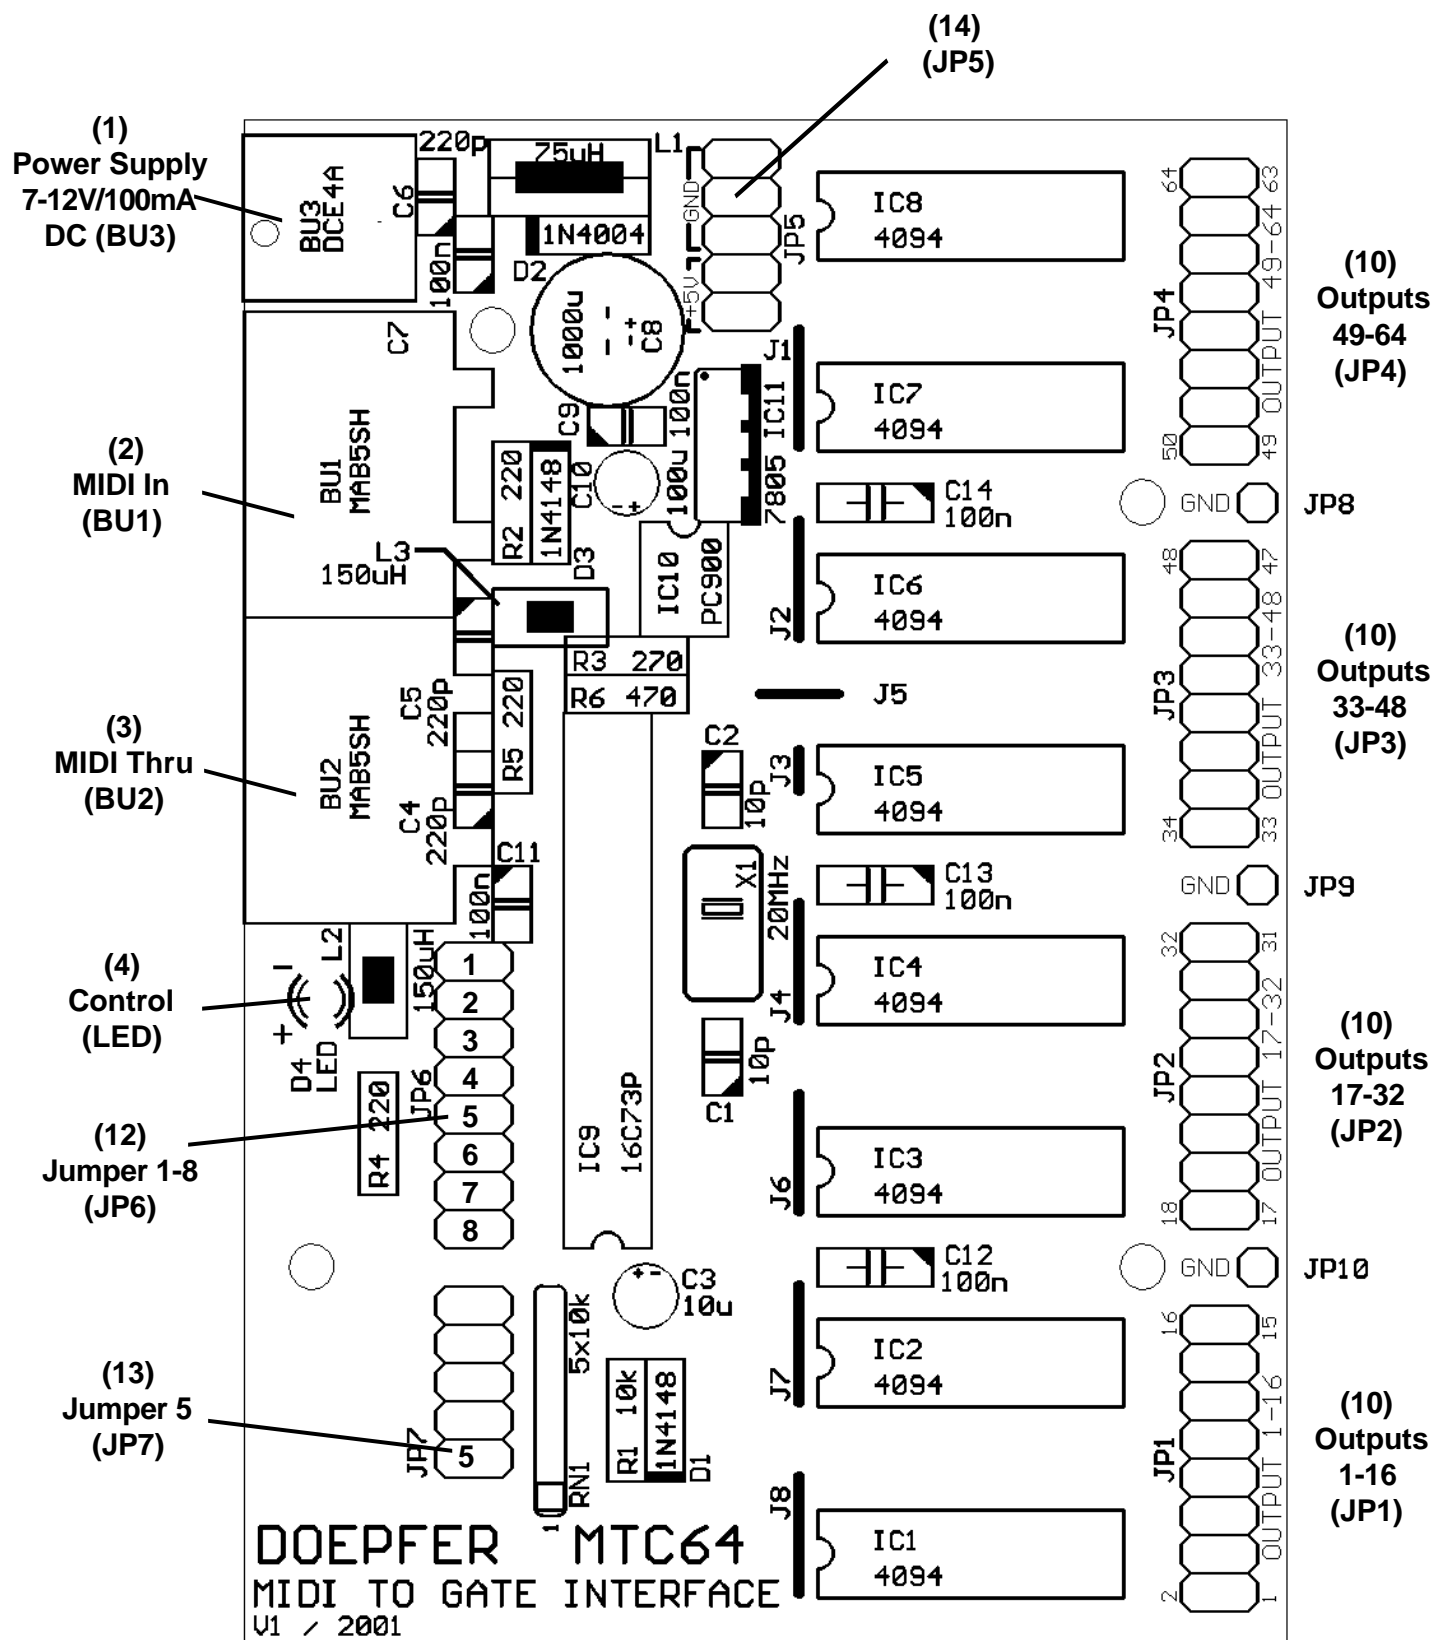 (14)
(JP5)
(1)
Power Supply
7-12V/100mA
DC (BU3)
BU3
DCE4A
220p
C6
75uH
L1
1N4004
D2
100n
C7
1000u
- +
C8
GND
+5V
JP5
IC8
4094
64
63
OUTPUT 49-64
JP4
50
49
(10)
Outputs
49-64
(JP4)
J1
IC7
4094
(2)
MIDI In
(BU1)
BU1
MAB5SH
C9
100n
C10
100u
-+
IC11
7805
R2 220
1N4148
D3
L3
150uH
IC10
PC900
C14
100n
GND
JP8
J2
IC6
4094
48
47
OUTPUT 33-48
JP3
34
33
(10)
Outputs
33-48
(JP3)
R3 270
R6 470
J5
(3)
MIDI Thru
(BU2)
BU2
MAB5SH
C5
220p
R5 220
C4
220p
C2
10p
J3
IC5
4094
C11
100n
X1
20MHz
C13
100n
GND
JP9
(4)
Control
(LED)
-
+
D4
LED
L2
150uH
J4
IC4
4094
32
31
OUTPUT 17-32
JP2
18
17
(10)
Outputs
17-32
(JP2)
10p
C1
(12)
Jumper 1-8
(JP6)
R4 220
JP6
1
2
3
4
5
6
7
8
IC9
16C73P
J6
IC3
4094
+-
C3
10u
C12
100n
GND
JP10
(13)
Jumper 5
(JP7)
JP7
5
5x10k
RN1
1
R1 10k
1N4148
D1
J7
IC2
4094
16
15
OUTPUT 1-16
JP1
2
1
(10)
Outputs
1-16
(JP1)
J8
IC1
4094
DOEPFER MTC64
MIDI TO GATE INTERFACE
V1 / 2001